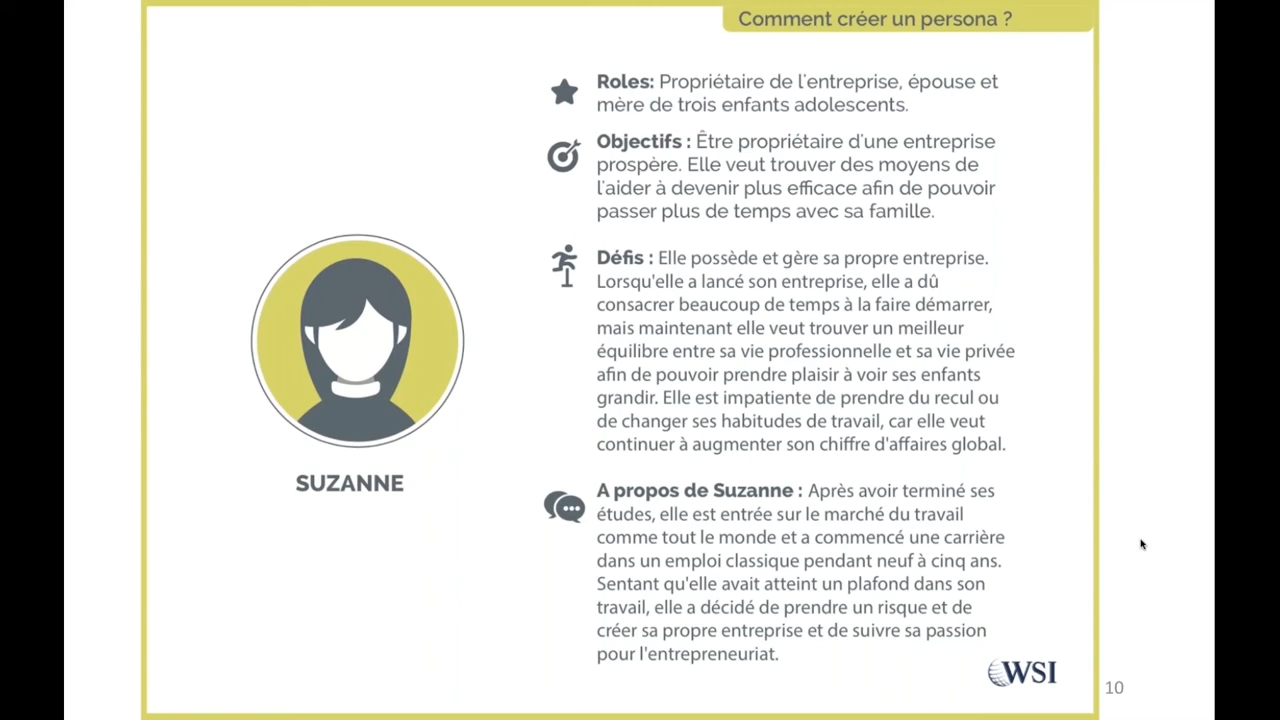 Comment créer un persona ?
Roles: Propriétaire de l'entreprise, épouse et
mère de trois enfants adolescents.
Objectifs : Être propriétaire d'une entreprise
prospère. Elle veut trouver des moyens de
l'aider à devenir plus efficace afin de pouvoir
passer plus de temps avec sa famille.
Défis : Elle possède et gère sa propre entreprise.
Lorsqu'elle a lancé son entreprise, elle a dû
consacrer beaucoup de temps à la faire démarrer,
mais maintenant elle veut trouver un meilleur
équilibre entre sa vie professionnelle et sa vie privée
afin de pouvoir prendre plaisir à voir ses enfants
grandir. Elle est impatiente de prendre du recul ou
de changer ses habitudes de travail, car elle veut
continuer à augmenter son chiffre d'affaires global.
SUZANNE
A propos de Suzanne : Après avoir terminé ses
études, elle est entrée sur le marché du travail
comme tout le monde et a commencé une carrière
dans un emploi classique pendant neuf à cinq ans.
Sentant qu'elle avait atteint un plafond dans son
travail, elle a décidé de prendre un risque et de
créer sa propre entreprise et de suivre sa passion
pour l'entrepreneuriat.
WSI
10